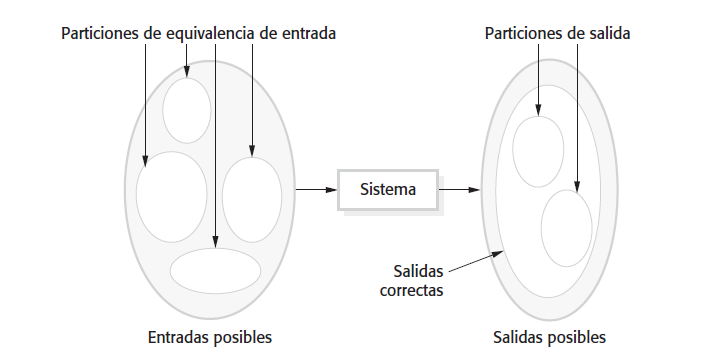 Particiones de equivalencia de entrada
Particiones de salida
Sistema
Salidas
correctas
Entradas posibles
Salidas posibles